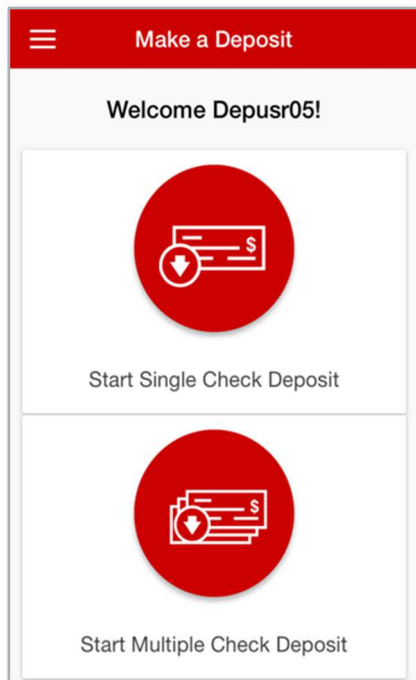 Make a Deposit
Welcome Depusr05!
$
Start Single Check Deposit
$
Start Multiple Check Deposit